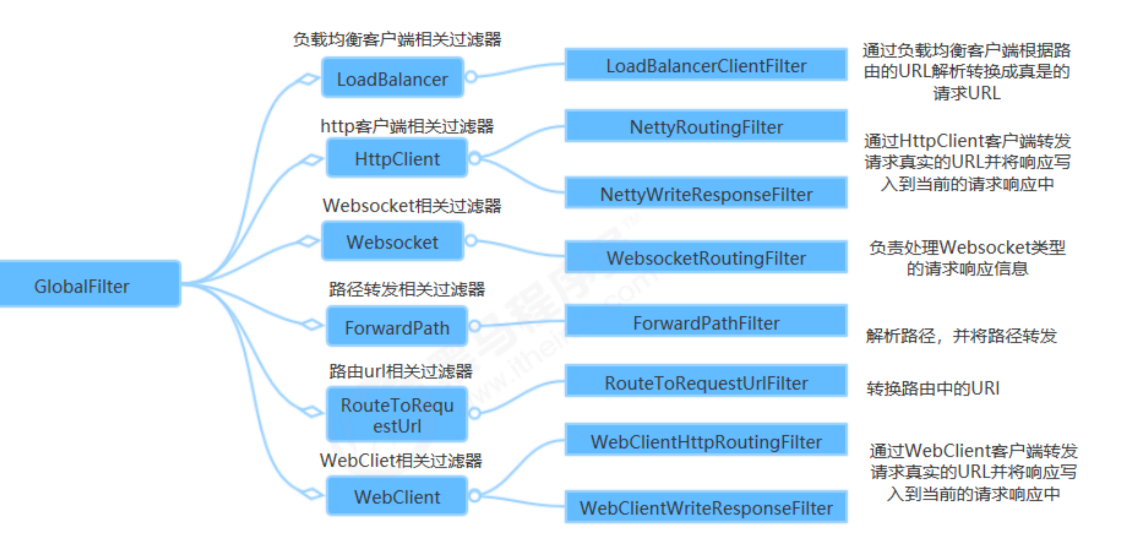 GlobalFilter
负载均衡客户端相关过滤器
LoadBalancer
LoadBalancerClientFilter
通过负载均衡客户端根据路
由的URL解析转换成真是的
请求URL
http客户端相关过滤器
HttpClient
NettyRoutingFilter
NettyWriteResponseFilter
通过HttpClient客户端转发
请求真实的URL并将响应写
入到当前的请求响应中
Websocket相关过滤器
Websocket
WebsocketRoutingFilter
负责处理Websocket类型
的请求响应信息
路径转发相关过滤器
ForwardPath
ForwardPathFilter
解析路径，并将路径转发
路由url相关过滤器
RouteToRequ
estUrl
RouteToRequestUrlFilter
转换路由中的URI
WebCliet相关过滤器
WebClient
WebClientHttpRoutingFilter
WebClientWriteResponseFilter
通过WebClient客户端转发
请求真实的URL并将响应写
入到当前的请求响应中